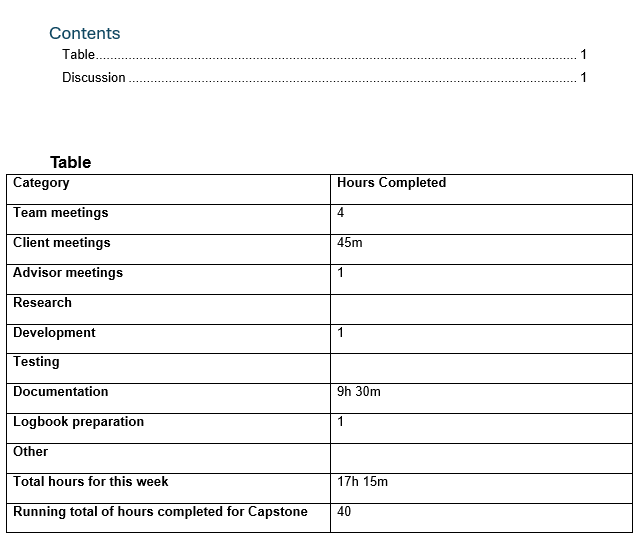 Contents
Table 1
Discussion 1
Table
Category Hours Completed
Team meetings 4
Client meetings 45m
Advisor meetings 1
Research
Development 1
Testing
Documentation 9h 30m
Logbook preparation 1
Other
Total hours for this week 17h 15m
Running total of hours completed for Capstone 40